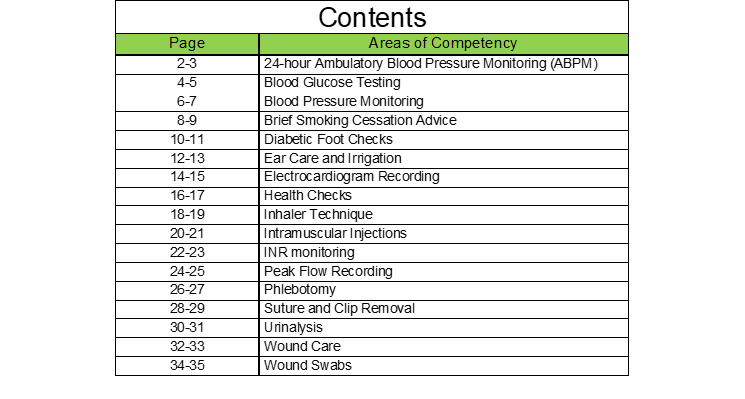 Contents
Page Areas of Competency
2-3 24-hour Ambulatory Blood Pressure Monitoring (ABPM)
4-5 Blood Glucose Testing
6-7 Blood Pressure Monitoring
8-9 Brief Smoking Cessation Advice
10-11 Diabetic Foot Checks
12-13 Ear Care and Irrigation
14-15 Electrocardiogram Recording
16-17 Health Checks
18-19 Inhaler Technique
20-21 Intramuscular Injections
22-23 INR monitoring
24-25 Peak Flow Recording
26-27 Phlebotomy
28-29 Suture and Clip Removal
30-31 Urinalysis
32-33 Wound Care
34-35 Wound Swabs